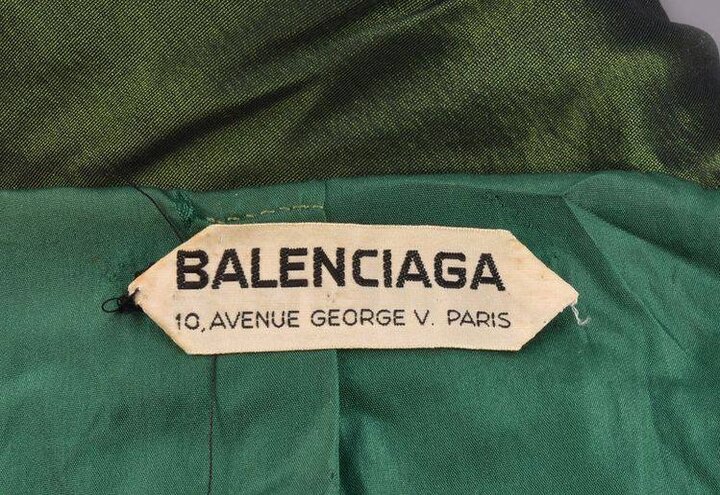 BALENCIAGA
10, AVENUE GEORGE V. PARIS